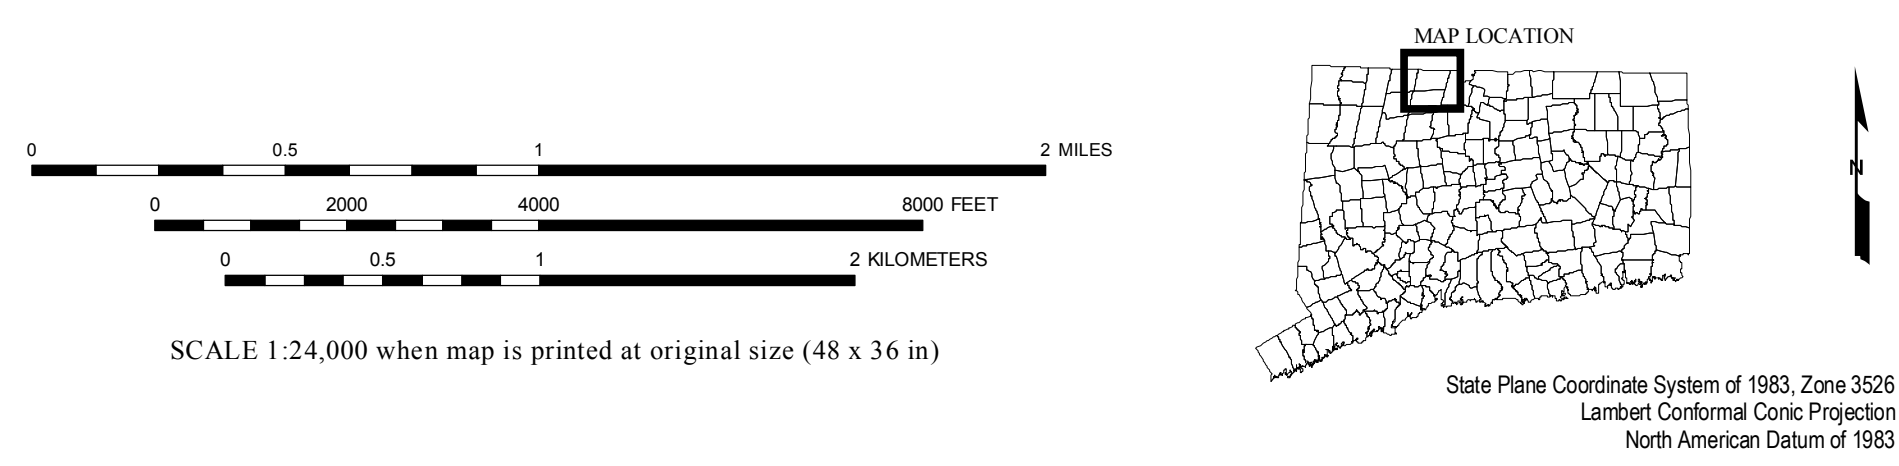 0 0.5 1 2 MILES
0 2000 4000 8000 FEET
0 0.5 1 2 KILOMETERS
SCALE 1:24,000 when map is printed at original size (48 x 36 in)
MAP LOCATION
N
State Plane Coordinate System of 1983, Zone 3526
Lambert Conformal Conic Projection
North American Datum of 1983